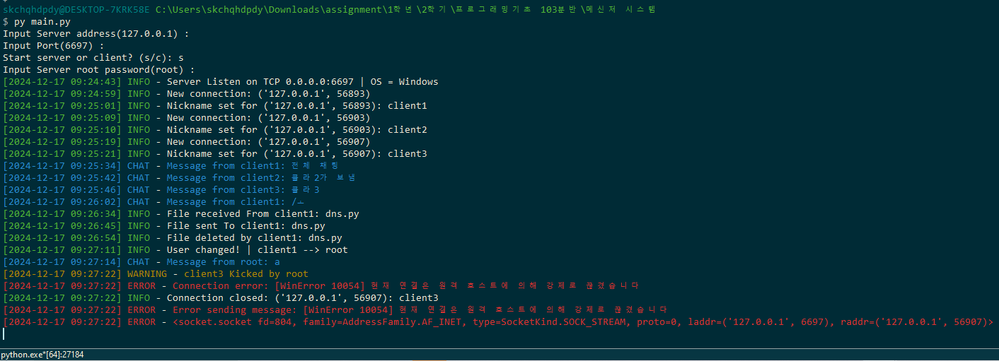 skchqhdpdy@DESKTOP-7KRK58E C:\Users\skchqhdpdy\Downloads\assignment\1학년\2학기\프로그래밍기초 103분반\메신저 시스템
$ py main.py
Input Server address(127.0.0.1) :
Input Port(6697) :
Start server or client? (s/c): s
Input Server root password(root) :
[2024-12-17 09:24:43] INFO - Server Listen on TCP 0.0.0.0:6697 | OS = Windows
[2024-12-17 09:24:59] INFO - New connection: ('127.0.0.1', 56893)
[2024-12-17 09:25:01] INFO - Nickname set for ('127.0.0.1', 56893): client1
[2024-12-17 09:25:09] INFO - New connection: ('127.0.0.1', 56903)
[2024-12-17 09:25:10] INFO - Nickname set for ('127.0.0.1', 56903): client2
[2024-12-17 09:25:19] INFO - New connection: ('127.0.0.1', 56907)
[2024-12-17 09:25:21] INFO - Nickname set for ('127.0.0.1', 56907): client3
[2024-12-17 09:25:34] CHAT - Message from client1: 전체 채팅
[2024-12-17 09:25:42] CHAT - Message from client2: 클라2가 보냄
[2024-12-17 09:25:46] CHAT - Message from client3: 클라3
[2024-12-17 09:26:02] CHAT - Message from client1: /ㅗ
[2024-12-17 09:26:34] INFO - File received From client1: dns.py
[2024-12-17 09:26:45] INFO - File sent To client1: dns.py
[2024-12-17 09:26:54] INFO - File deleted by client1: dns.py
[2024-12-17 09:27:11] INFO - User changed! | client1 --> root
[2024-12-17 09:27:14] CHAT - Message from root: a
[2024-12-17 09:27:22] WARNING - client3 Kicked by root
[2024-12-17 09:27:22] ERROR - Connection error: [WinError 10054] 현재 연결은 원격 호스트에 의해 강제로 끊겼습니다
[2024-12-17 09:27:22] INFO - Connection closed: ('127.0.0.1', 56907): client3
[2024-12-17 09:27:22] ERROR - Error sending message: [WinError 10054] 현재 연결은 원격 호스트에 의해 강제로 끊겼습니다
[2024-12-17 09:27:22] ERROR - <socket.socket fd=804, family=AddressFamily.AF_INET, type=SocketKind.SOCK_STREAM, proto=0, laddr=('127.0.0.1', 6697), raddr=('127.0.0.1', 56907)>
python.exe*[64]:27184